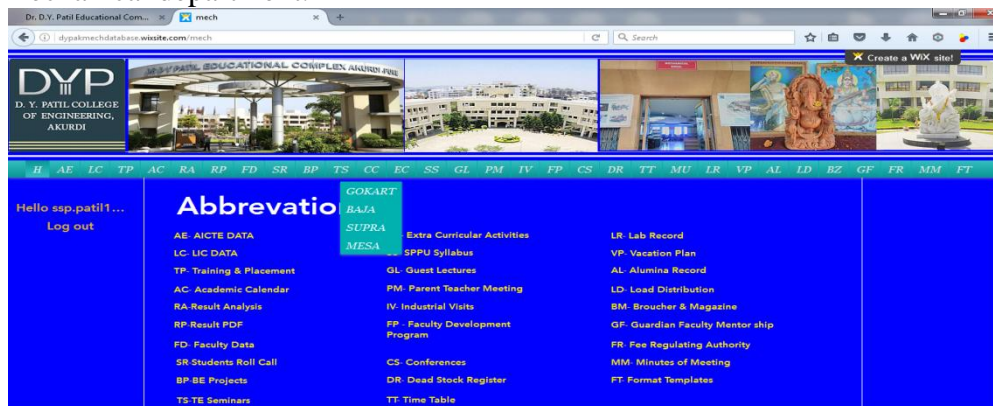 Dr. D.Y. Patil Educational Com...
mech
dypakmechdatabase.wixsite.com/mech
Search
Create a WiX site!
DYP
D. Y. PATIL COLLEGE
OF ENGINEERING,
AKURDI
H AE LC TP AC RA RP FD SR BP TS CC EC SS GL PM IV FP CS DR TT MU LR VP AL LD BZ GF FR MM FT
GOKART
BAJA
SUPRA
MESA
Hello ssp.patil1...
Log out
Abbrevatio
AE- AICTE DATA
LC- LIC DATA
TP- Training & Placement
AC- Academic Calendar
RA-Result Analysis
RP-Result PDF
FD- Faculty Data
SR-Students Roll Call
BP-BE Projects
TS-TE Seminars
Extra Curricular Activities
SPPU Syllabus
GL- Guest Lectures
PM- Parent Teacher Meeting
IV- Industrial Visits
FP - Faculty Development
Program
CS- Conferences
DR- Dead Stock Register
TT- Time Table
LR- Lab Record
VP- Vacation Plan
AL- Alumina Record
LD- Load Distribution
BM- Broucher & Magazine
GF- Guardian Faculty Mentor ship
FR- Fee Regulating Authority
MM- Minutes of Meeting
FT- Format Templates